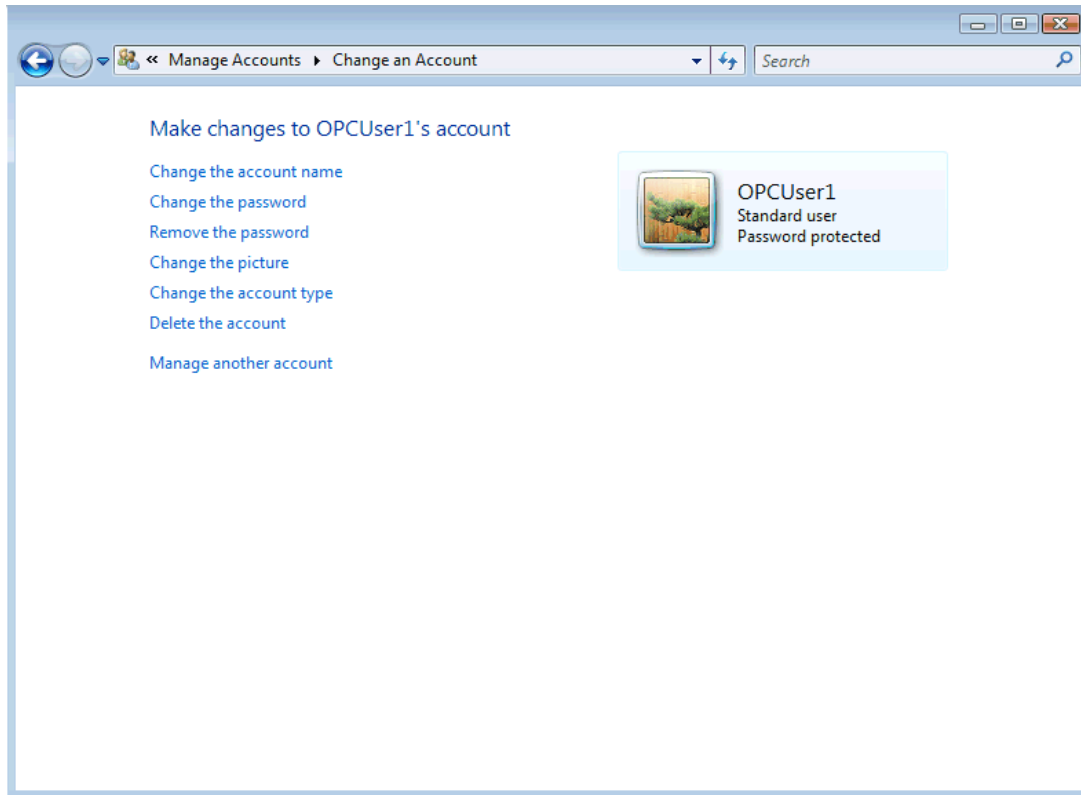 « Manage Accounts ▸ Change an Account
Search
Make changes to OPCUser1's account
Change the account name
Change the password
Remove the password
Change the picture
Change the account type
Delete the account
Manage another account
OPCUser1
Standard user
Password protected